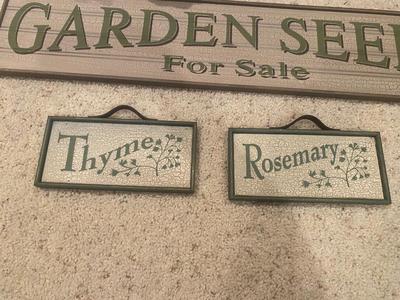 GARDEN SEE
For Sale
Thyme
Rosemary